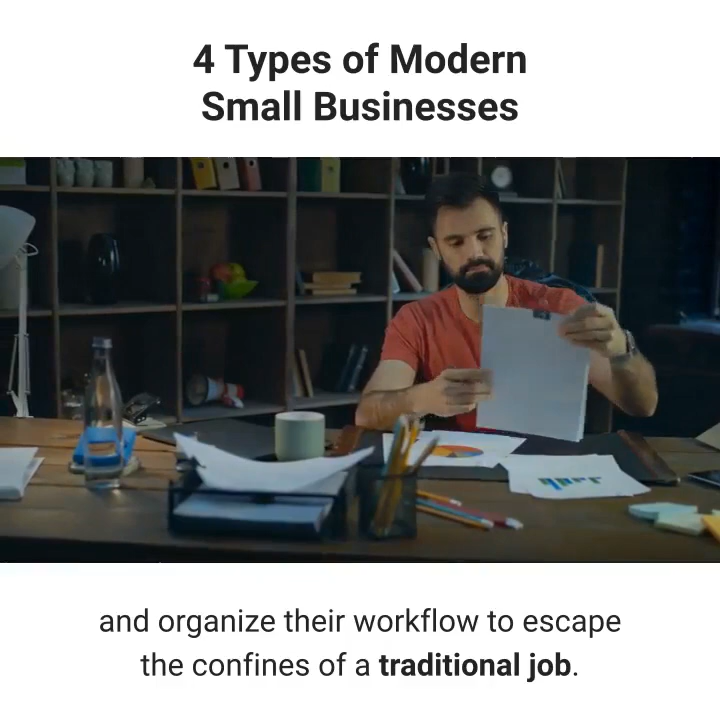 4 Types of Modern
Small Businesses
and organize their workflow to escape
the confines of a traditional job.